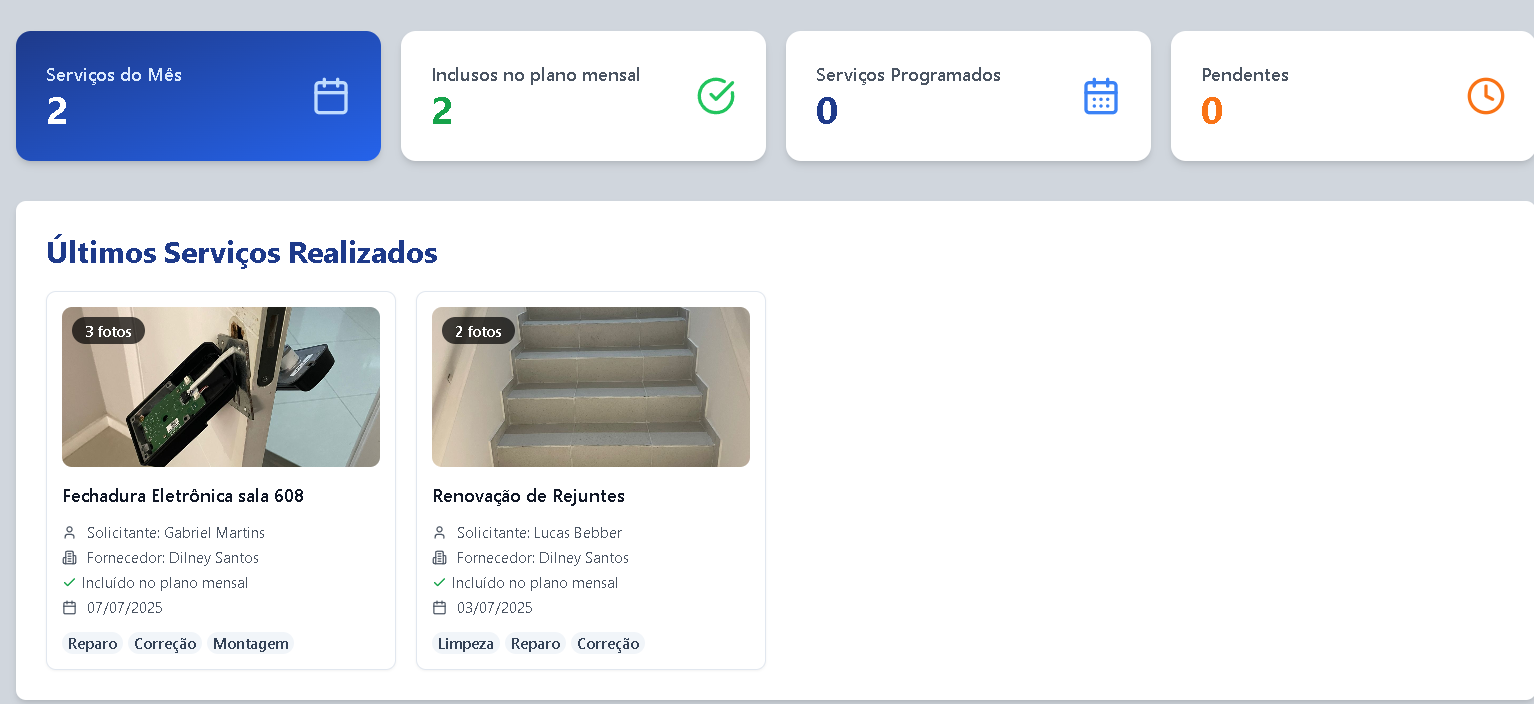 Serviços do Mês
2
Inclusos no plano mensal
2
Serviços Programados
0
Pendentes
0
Últimos Serviços Realizados
3 fotos
Fechadura Eletrônica sala 608
Solicitante: Gabriel Martins
Fornecedor: Dilney Santos
Incluído no plano mensal
07/07/2025
Reparo Correção Montagem
2 fotos
Renovação de Rejuntes
Solicitante: Lucas Bebber
Fornecedor: Dilney Santos
Incluído no plano mensal
03/07/2025
Limpeza Reparo Correção